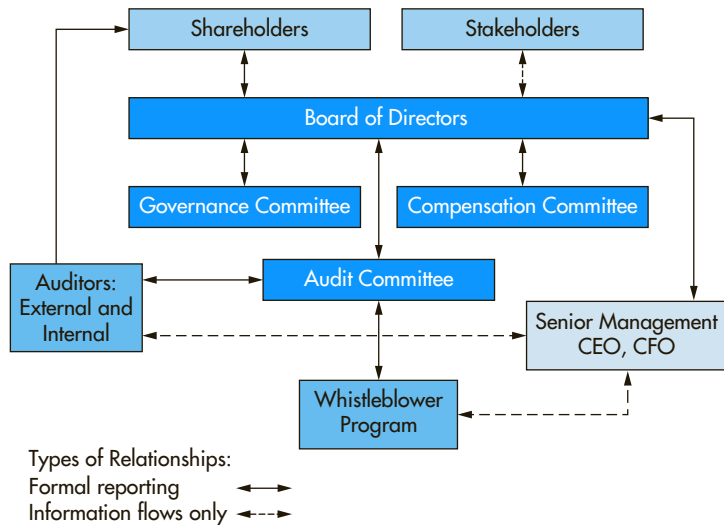 Shareholders
Stakeholders
Board of Directors
Governance Committee
Compensation Committee
Audit Committee
Auditors:
External and
Internal
Senior Management
CEO, CFO
Whistleblower
Program
Types of Relationships:
Formal reporting
Information flows only